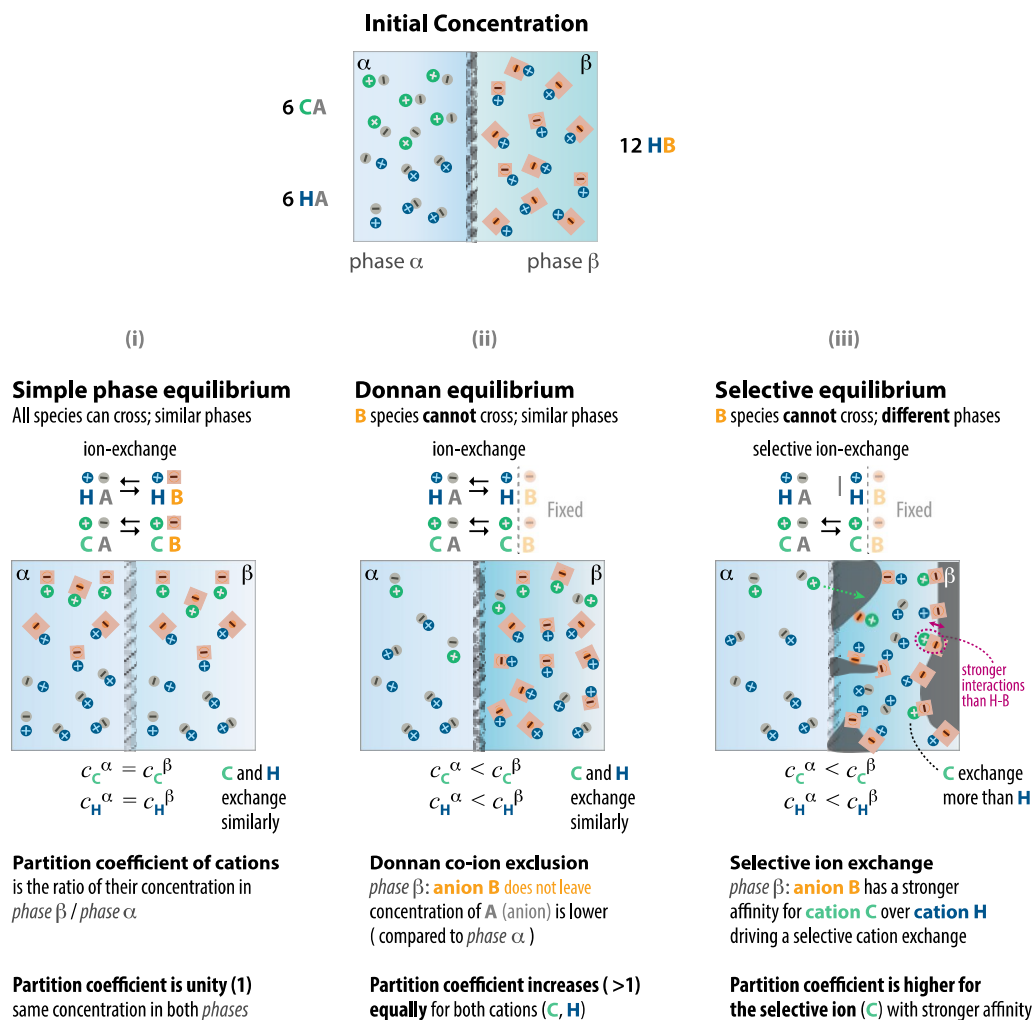 Initial Concentration
α
β
6 CA
12 HB
6 HA
phase α
phase β
(i)
Simple phase equilibrium
All species can cross; similar phases
ion-exchange
+ − ⇆ + −
H A H B
+ − ⇆ + −
C A C B
α
β
c_C^α = c_C^β
c_H^α = c_H^β
C and H
exchange
similarly
Partition coefficient of cations
is the ratio of their concentration in
phase β / phase α
Partition coefficient is unity (1)
same concentration in both phases
(ii)
Donnan equilibrium
B species cannot cross; similar phases
ion-exchange
+ − ⇆ + −
H A H B
Fixed
+ − ⇆ + −
C A C B
α
β
c_C^α < c_C^β
c_H^α < c_H^β
C and H
exchange
similarly
Donnan co-ion exclusion
phase β: anion B does not leave
concentration of A (anion) is lower
( compared to phase α )
Partition coefficient increases ( >1)
equally for both cations (C, H)
(iii)
Selective equilibrium
B species cannot cross; different phases
selective ion-exchange
+ − | + −
H A H B
Fixed
+ − ⇆ + −
C A C B
α
β
stronger
interactions
than H-B
c_C^α < c_C^β
c_H^α < c_H^β
C exchange
more than H
Selective ion exchange
phase β: anion B has a stronger
affinity for cation C over cation H
driving a selective cation exchange
Partition coefficient is higher for
the selective ion (C) with stronger affinity